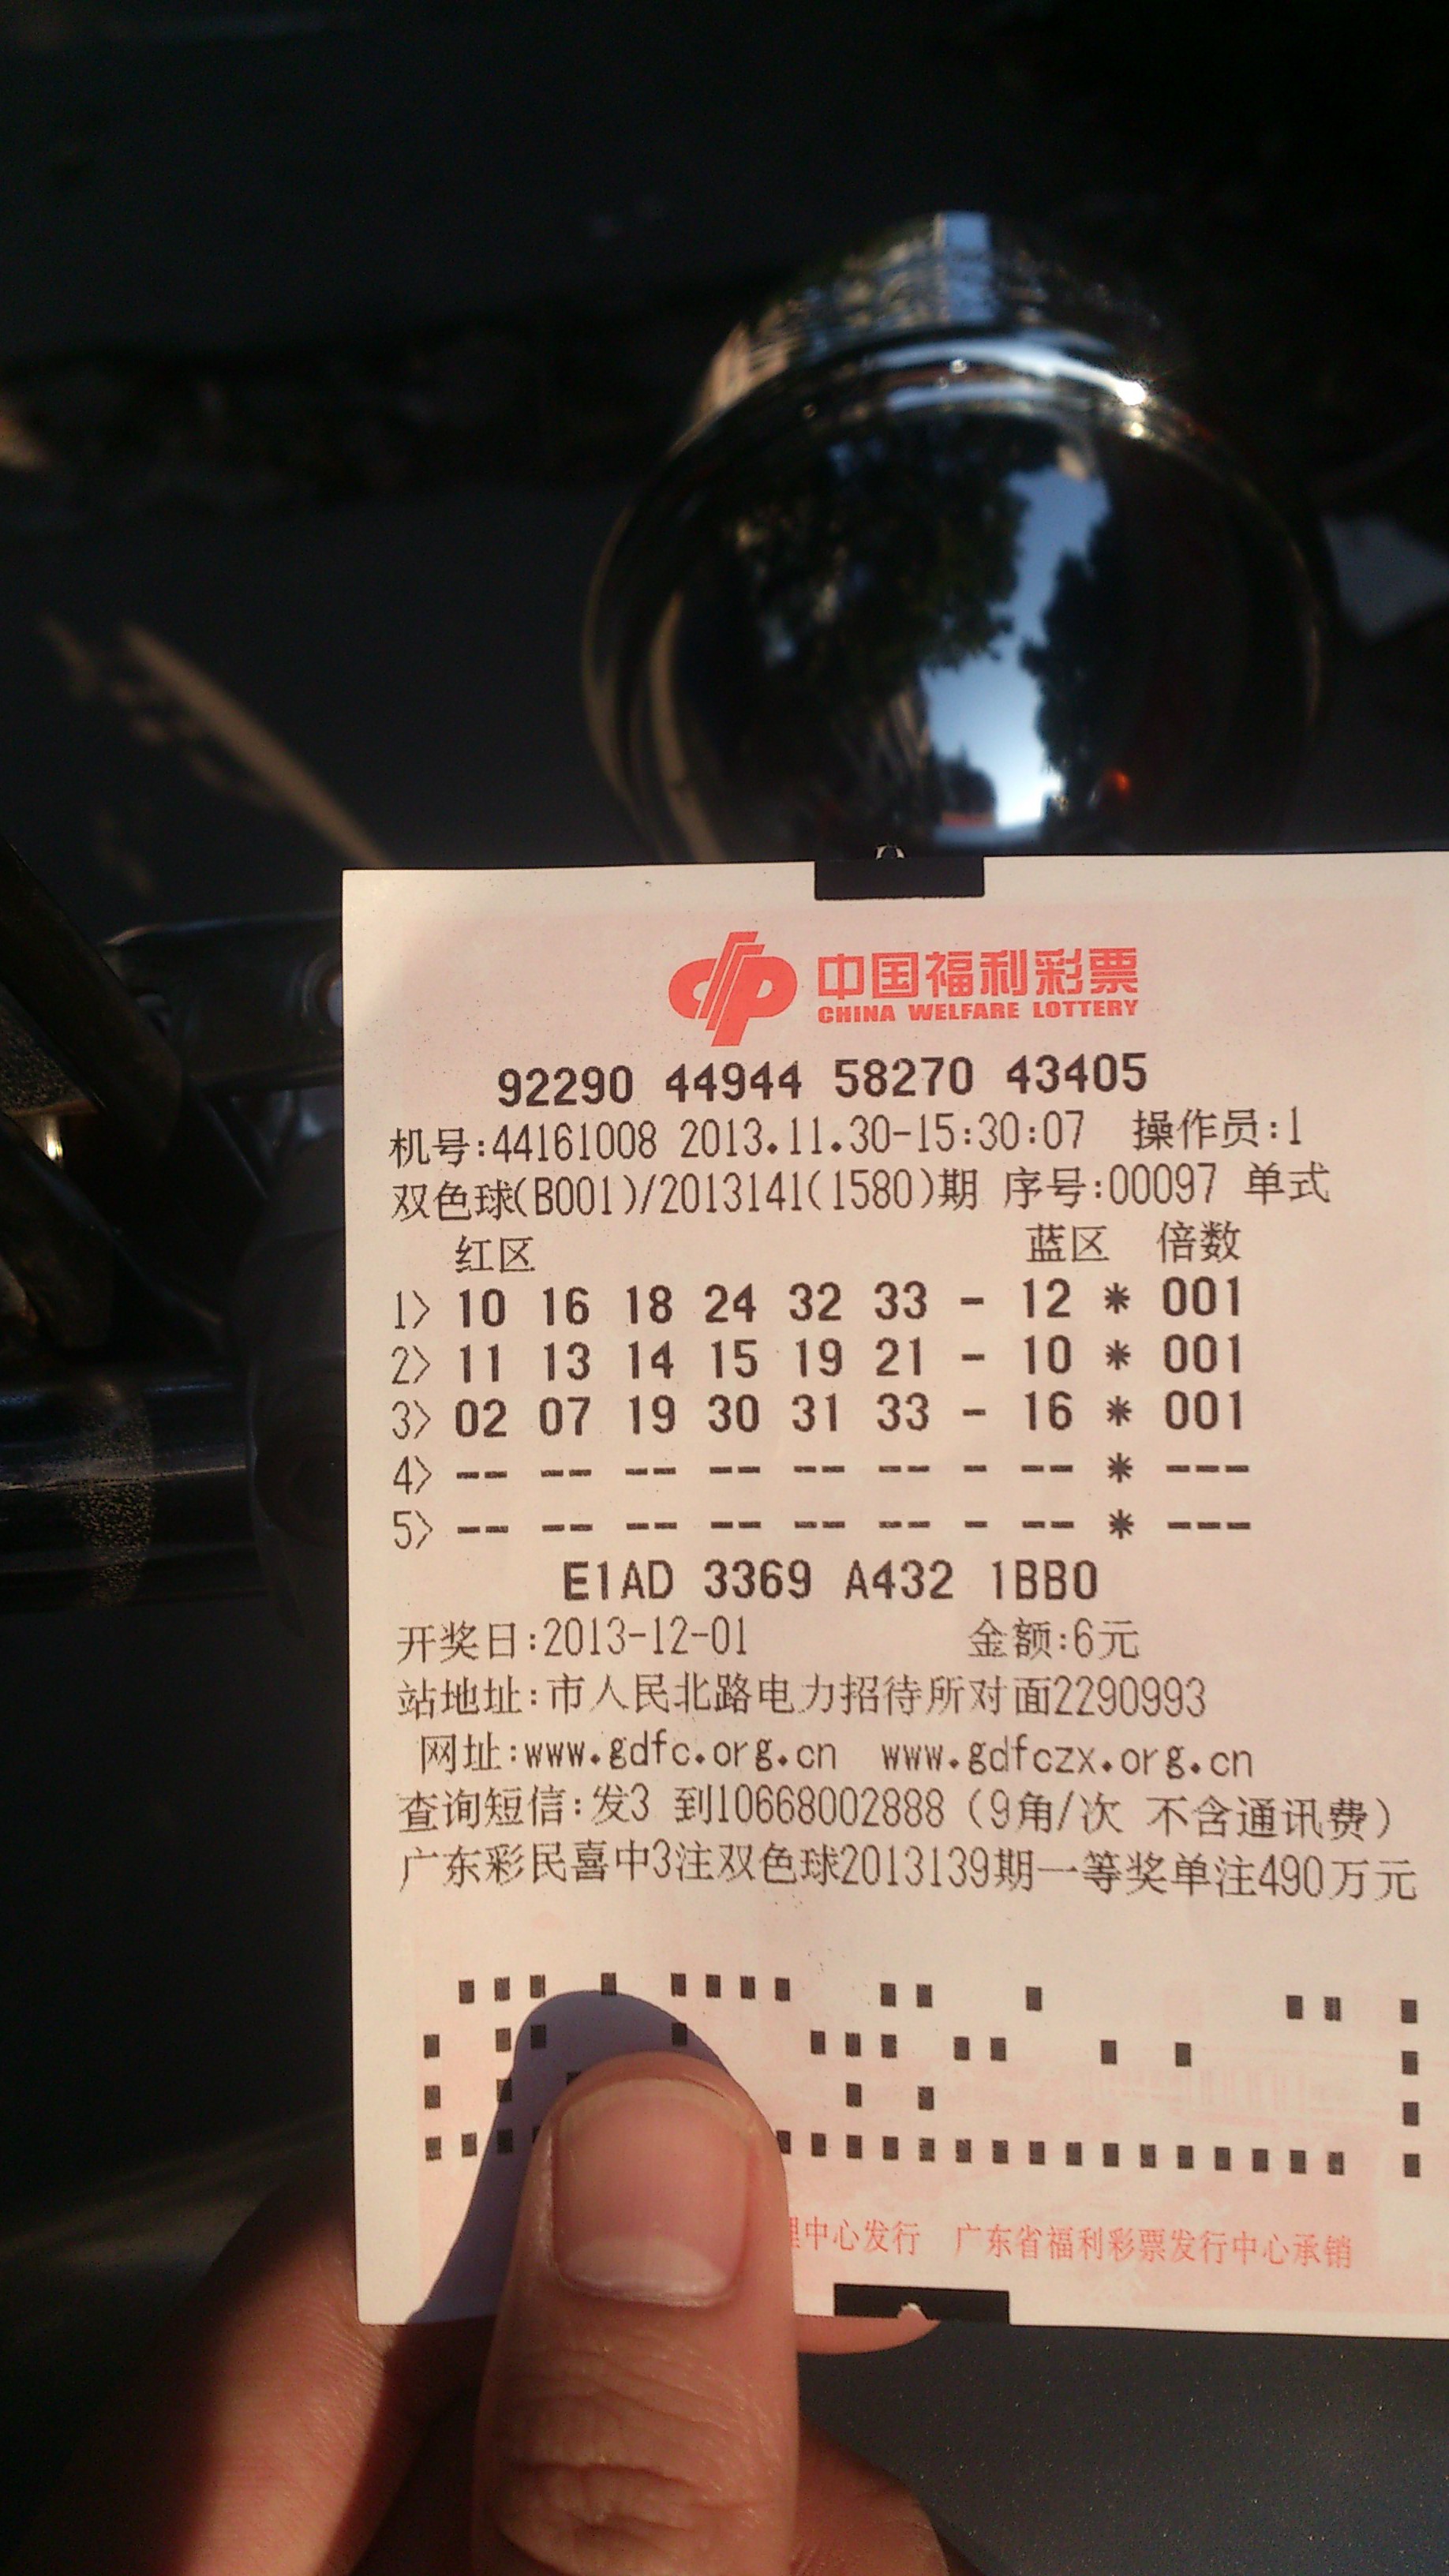 中国福利彩票
CHINA WELFARE LOTTERY
92290 44944 58270 43405
机号:44161008 2013.11.30-15:30:07 操作员:1
双色球(B001)/2013141(1580)期 序号:00097 单式
红区 蓝区 倍数
1> 10 16 18 24 32 33 - 12 * 001
2> 11 13 14 15 19 21 - 10 * 001
3> 02 07 19 30 31 33 - 16 * 001
4> -- -- -- -- -- -- - -- * ---
5> -- -- -- -- -- -- - -- * ---
E1AD 3369 A432 1BB0
开奖日:2013-12-01 金额:6元
站地址:市人民北路电力招待所对面2290993
网址:www.gdfc.org.cn www.gdfczx.org.cn
查询短信:发3 到10668002888 (9角/次 不含通讯费)
广东彩民喜中3注双色球2013139期一等奖单注490万元
理中心发行 广东省福利彩票发行中心承销